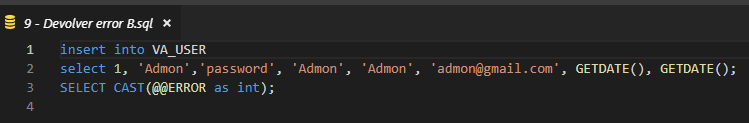 9 - Devolver error B.sql ×
1 insert into VA_USER
2 select 1, 'Admon','password', 'Admon', 'Admon', 'admon@gmail.com', GETDATE(), GETDATE();
3 SELECT CAST(@@ERROR as int);
4